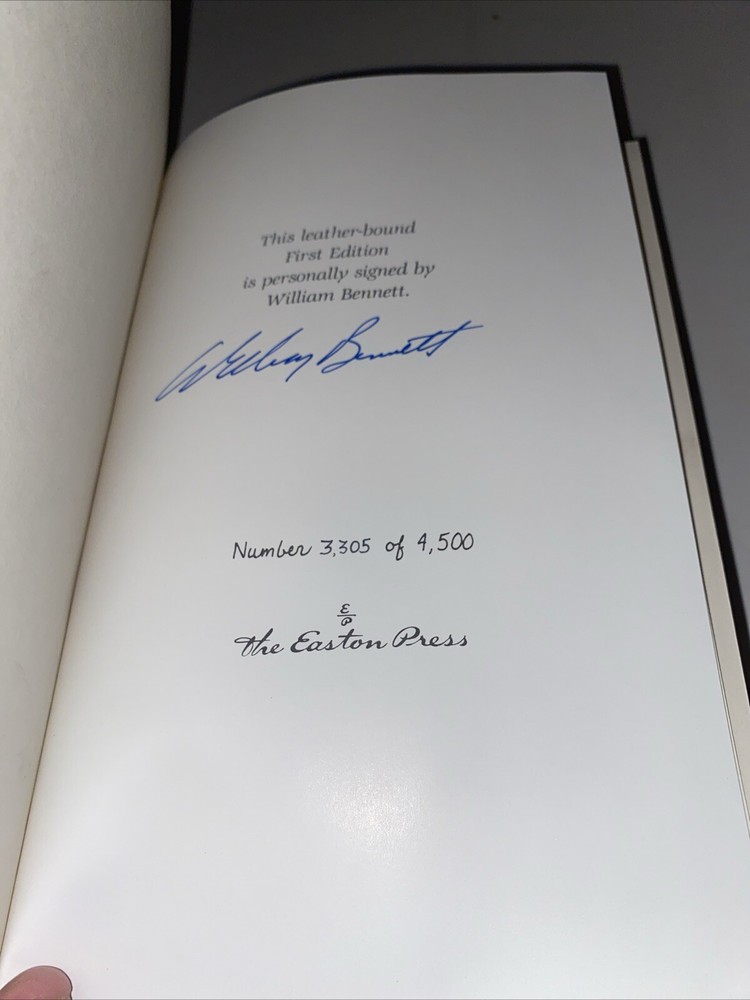 This leather-bound
First Edition
is personally signed by
William Bennett.
William Bennett
Number 3,305 of 4,500
E
P
The Easton Press